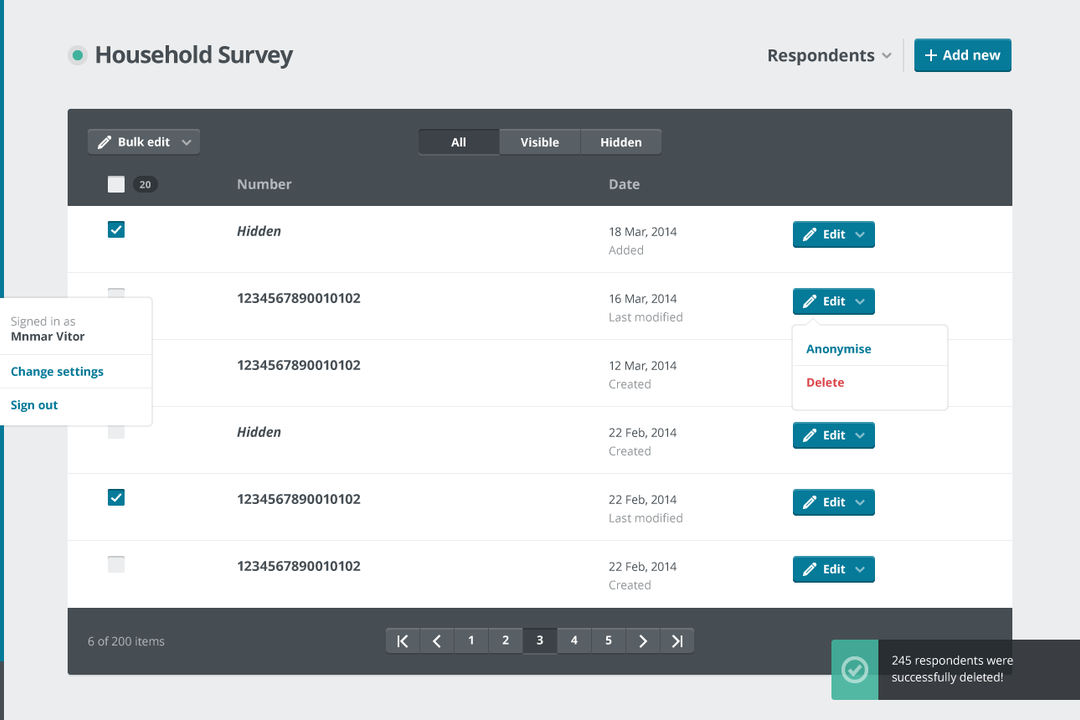 Household Survey
Respondents
+ Add new
Bulk edit
All
Visible
Hidden
20
Number
Date
Hidden
18 Mar, 2014
Added
Edit
1234567890010102
16 Mar, 2014
Last modified
Edit
Signed in as
Mnmar Vitor
Change settings
Sign out
Anonymise
Delete
1234567890010102
12 Mar, 2014
Created
Hidden
22 Feb, 2014
Created
Edit
1234567890010102
22 Feb, 2014
Last modified
Edit
1234567890010102
22 Feb, 2014
Created
Edit
6 of 200 items
1
2
3
4
5
245 respondents were
successfully deleted!